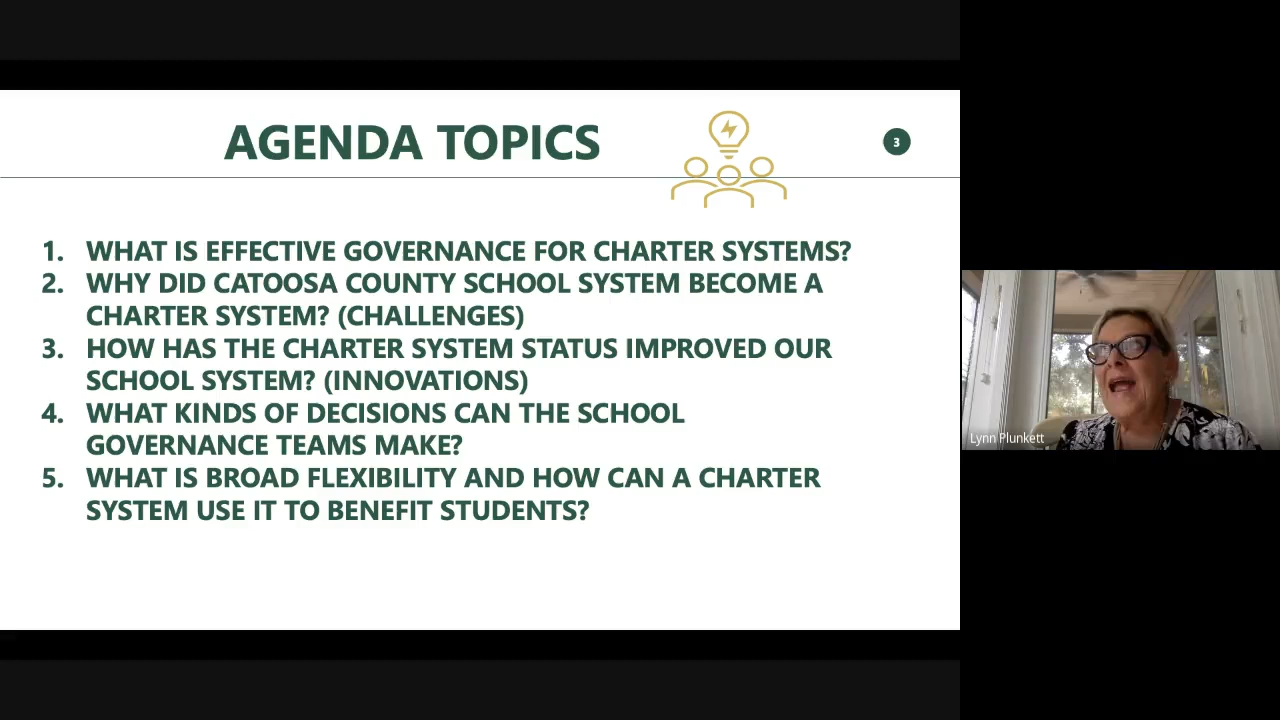 AGENDA TOPICS
3
1. WHAT IS EFFECTIVE GOVERNANCE FOR CHARTER SYSTEMS?
2. WHY DID CATOOSA COUNTY SCHOOL SYSTEM BECOME A
CHARTER SYSTEM? (CHALLENGES)
3. HOW HAS THE CHARTER SYSTEM STATUS IMPROVED OUR
SCHOOL SYSTEM? (INNOVATIONS)
4. WHAT KINDS OF DECISIONS CAN THE SCHOOL
GOVERNANCE TEAMS MAKE?
5. WHAT IS BROAD FLEXIBILITY AND HOW CAN A CHARTER
SYSTEM USE IT TO BENEFIT STUDENTS?
Lynn Plunkett